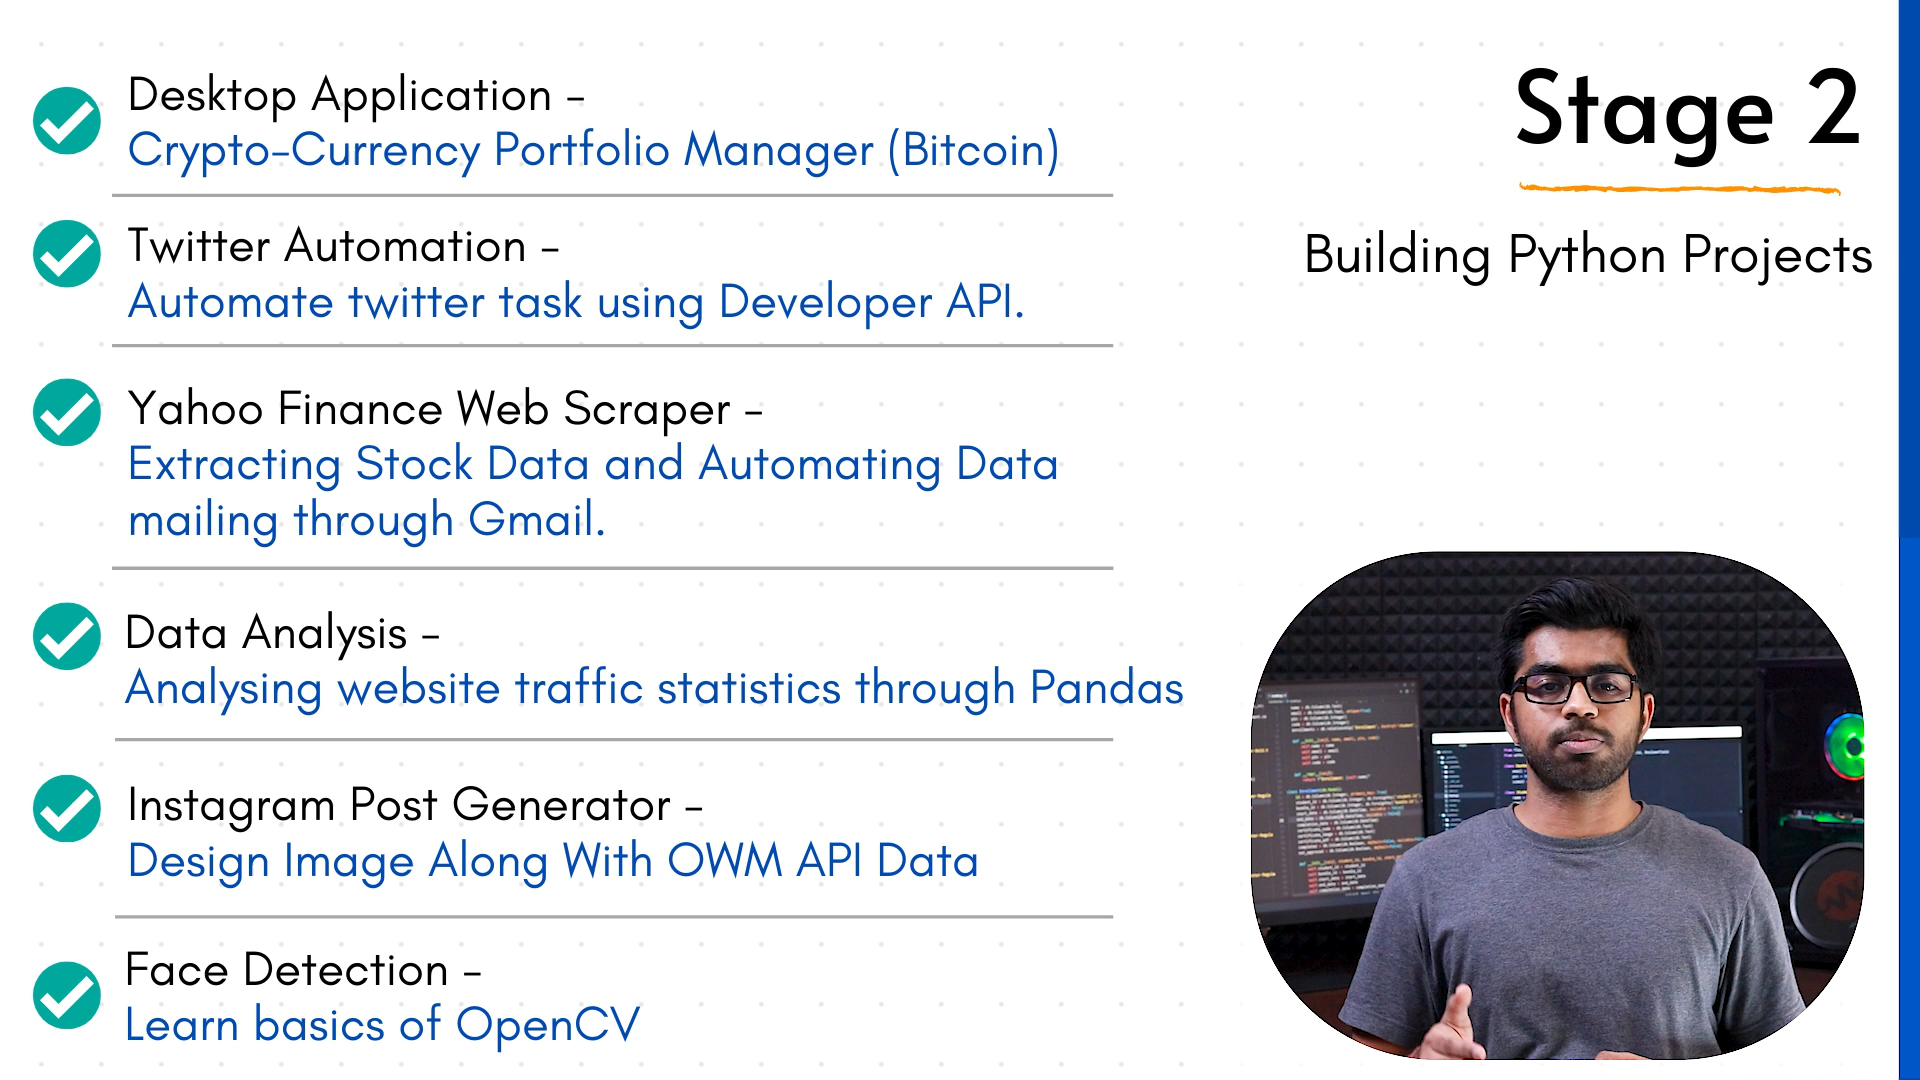 Stage 2
Building Python Projects
Desktop Application -
Crypto-Currency Portfolio Manager (Bitcoin)
Twitter Automation -
Automate twitter task using Developer API.
Yahoo Finance Web Scraper -
Extracting Stock Data and Automating Data
mailing through Gmail.
Data Analysis -
Analysing website traffic statistics through Pandas
Instagram Post Generator -
Design Image Along With OWM API Data
Face Detection -
Learn basics of OpenCV